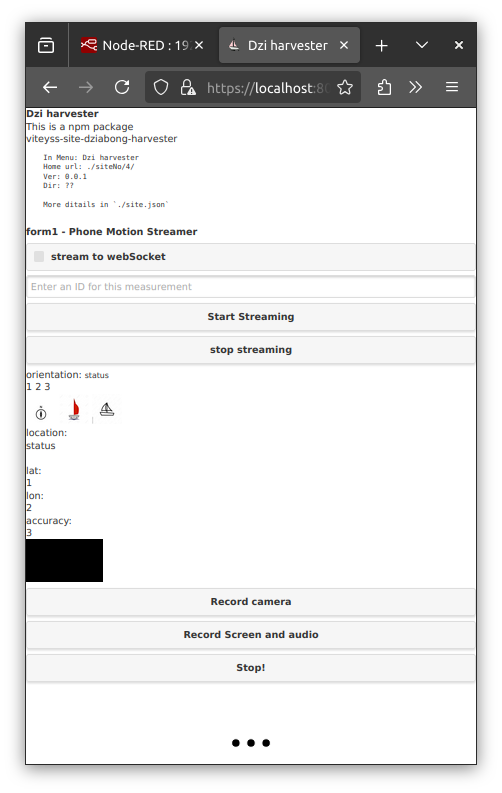 Node-RED : 19
Dzi harvester
https://localhost:80
Dzi harvester
This is a npm package
viteyss-site-dziabong-harvester
In Menu: Dzi harvester
Home url: ./siteNo/4/
Ver: 0.0.1
Dir: ??
More ditails in `./site.json`
form1 - Phone Motion Streamer
stream to webSocket
Enter an ID for this measurement
Start Streaming
stop streaming
orientation: status
1 2 3
location:
status
lat:
1
lon:
2
accuracy:
3
Record camera
Record Screen and audio
Stop!